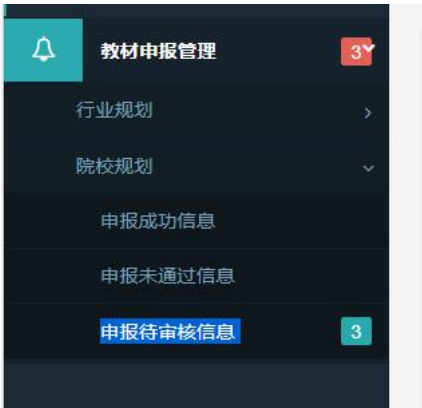 教材申报管理 3
行业规划
院校规划
申报成功信息
申报未通过信息
申报待审核信息 3